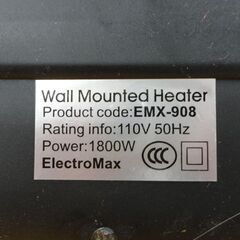 Wall Mounted Heater
Product code: EMX-908
Rating info: 110V 50Hz
Power: 1800W
ElectroMax
CCC